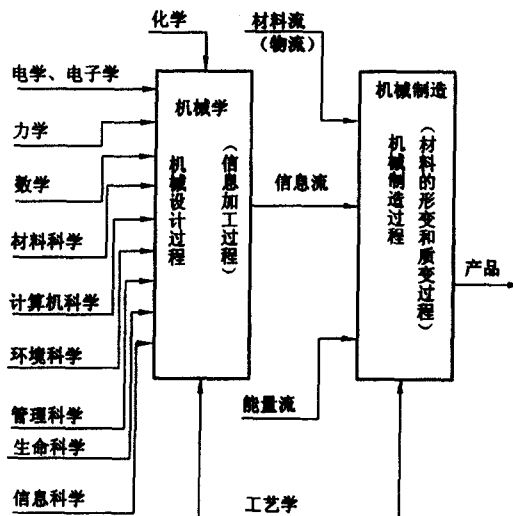 化学
电学、电子学
力学
数学
材料科学
计算机科学
环境科学
管理科学
生命科学
信息科学
机械学
机械设计过程
（信息加工过程）
材料流
（物流）
信息流
能量流
工艺学
机械制造
机械制造过程
（材料的形变和质变过程）
产品